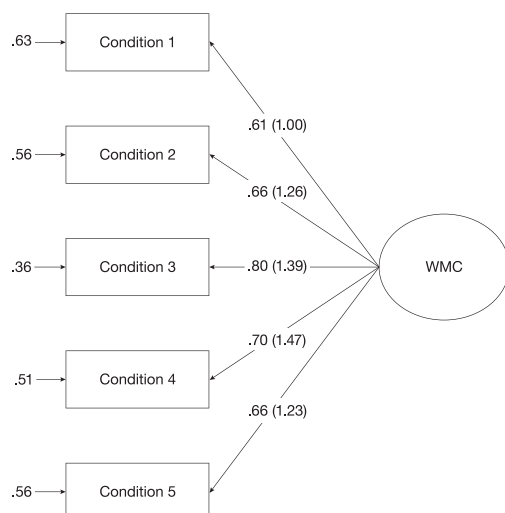 .63
Condition 1
.61 (1.00)
.56
Condition 2
.66 (1.26)
.36
Condition 3
.80 (1.39)
WMC
.70 (1.47)
.51
Condition 4
.66 (1.23)
.56
Condition 5